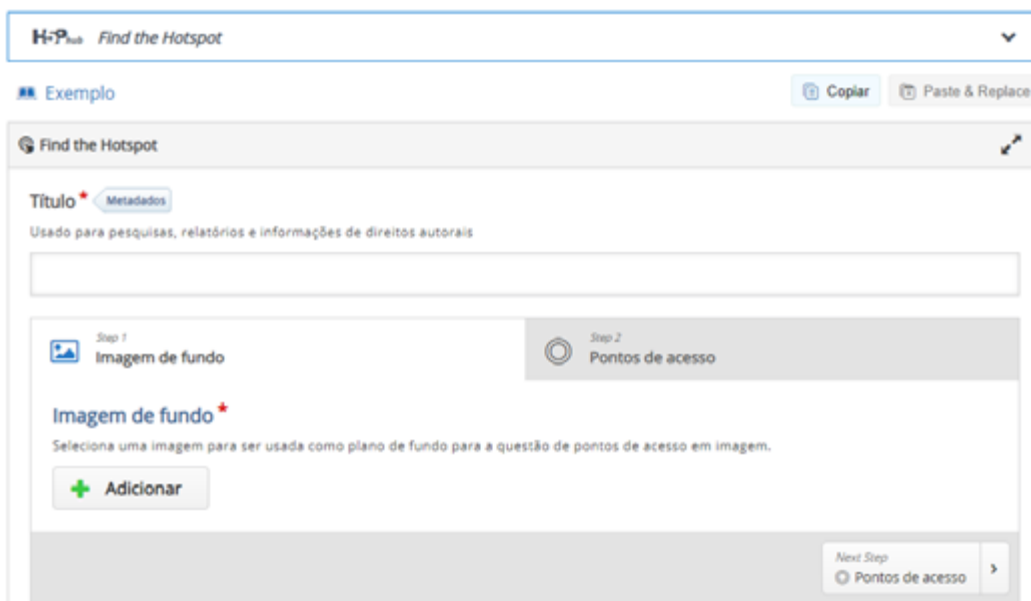 H5P hub Find the Hotspot
Exemplo
Copiar Paste & Replace
Find the Hotspot
Título * Metadados
Usado para pesquisas, relatórios e informações de direitos autorais
Step 1
Imagem de fundo
Step 2
Pontos de acesso
Imagem de fundo *
Seleciona uma imagem para ser usada como plano de fundo para a questão de pontos de acesso em imagem.
Adicionar
Next Step
Pontos de acesso